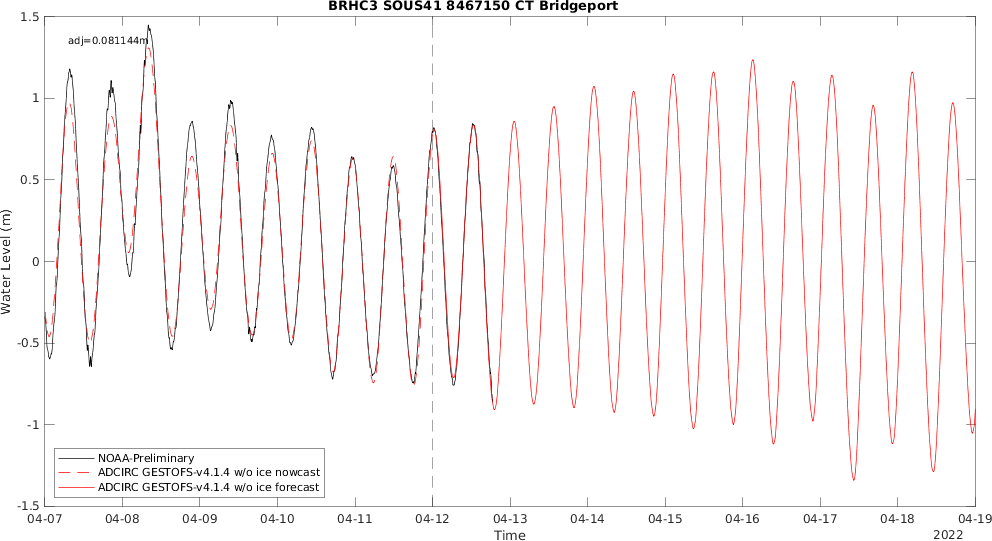 BRHC3 SOUS41 8467150 CT Bridgeport
adj=0.081144m
1.5
1
0.5
0
-0.5
-1
-1.5
Water Level (m)
NOAA-Preliminary
ADCIRC GESTOFS-v4.1.4 w/o ice nowcast
ADCIRC GESTOFS-v4.1.4 w/o ice forecast
04-07 04-08 04-09 04-10 04-11 04-12 04-13 04-14 04-15 04-16 04-17 04-18 04-19
Time
2022